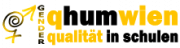 GENDER
qhumwien
qualität in schulen